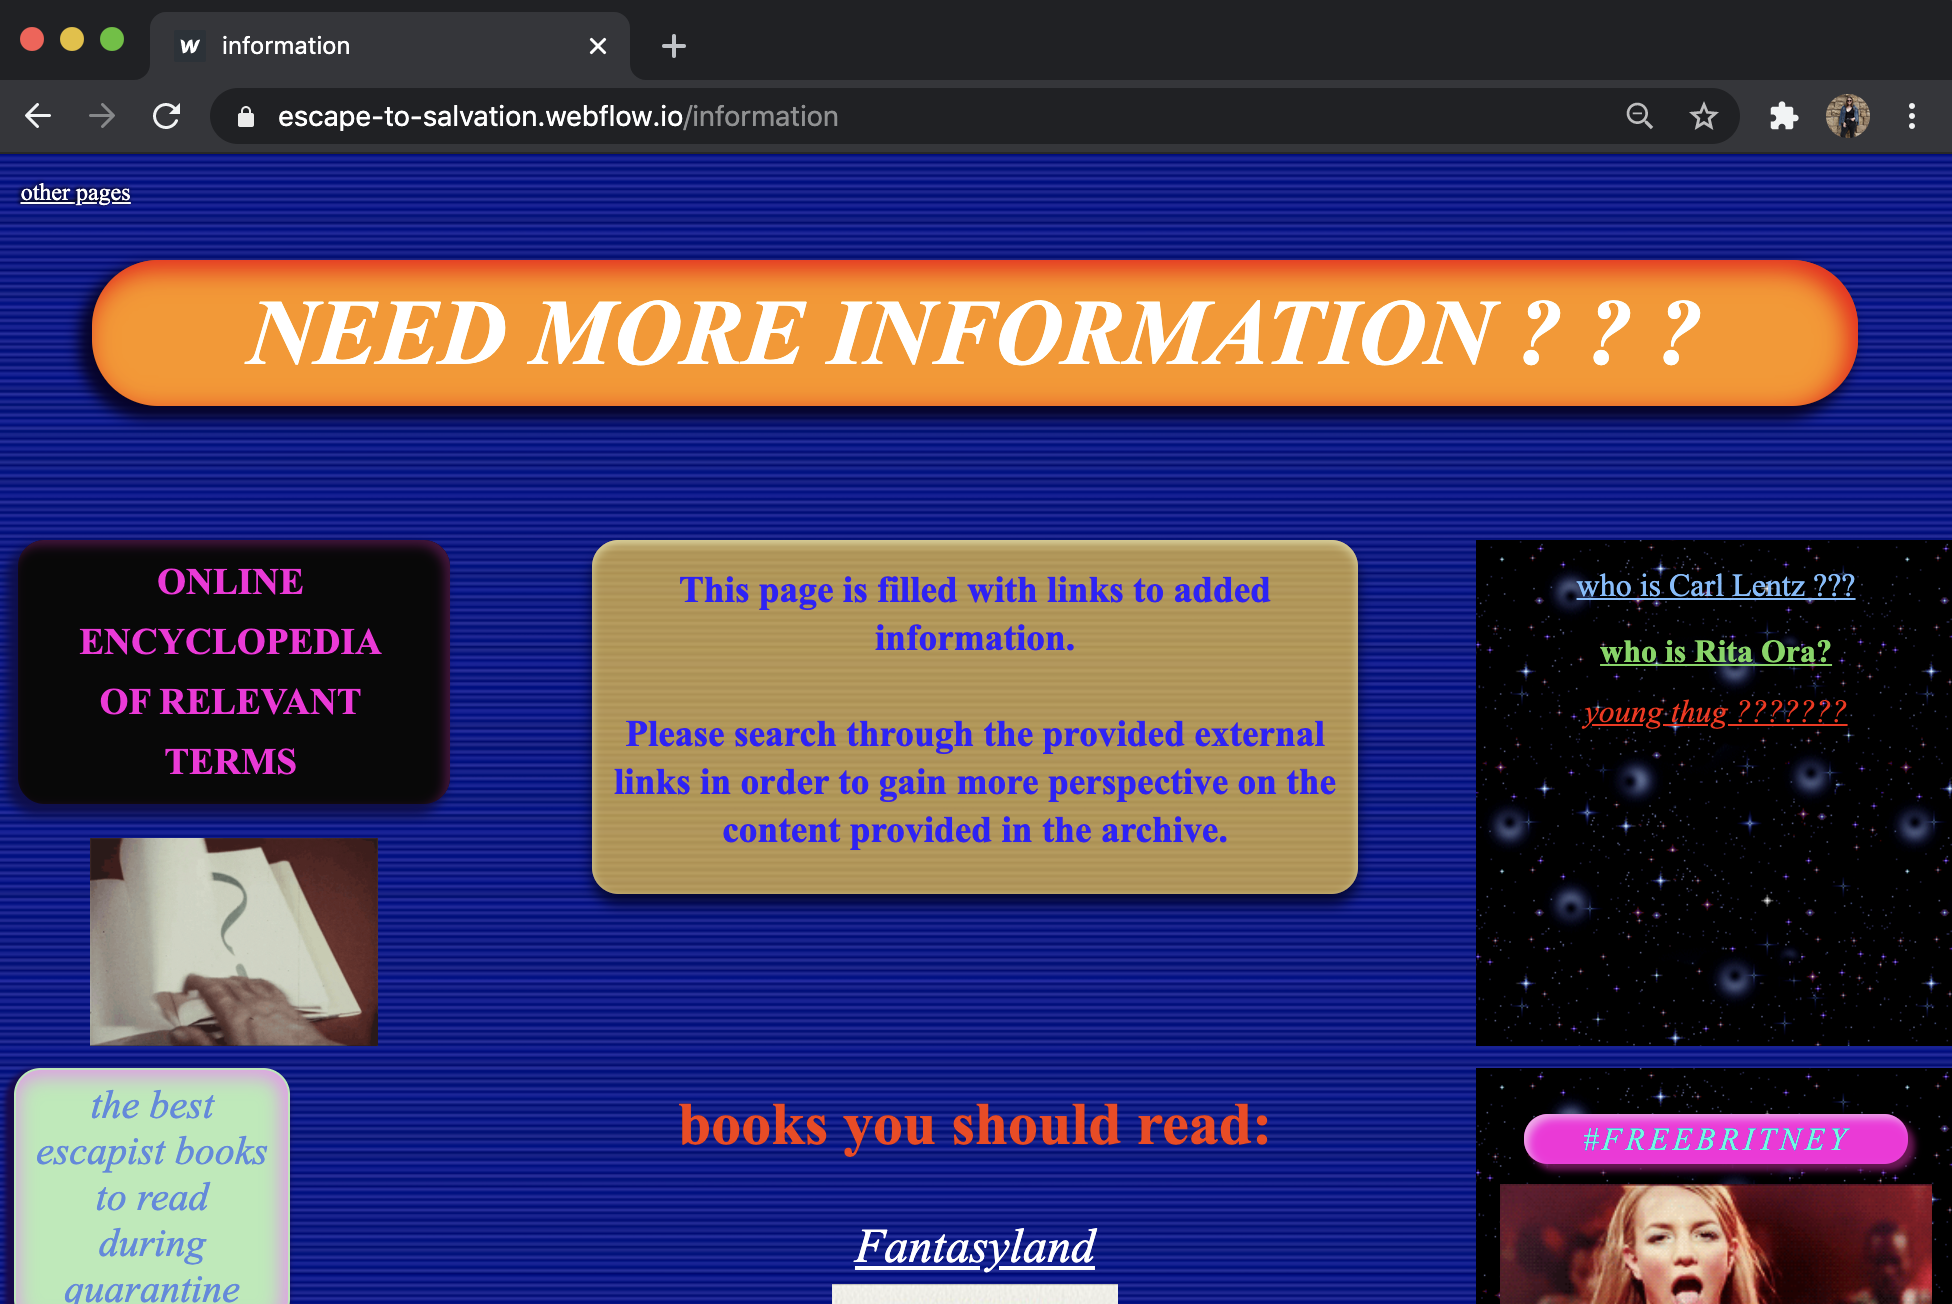 information
escape-to-salvation.webflow.io/information
other pages
NEED MORE INFORMATION ? ? ?
ONLINE
ENCYCLOPEDIA
OF RELEVANT
TERMS
This page is filled with links to added
information.
Please search through the provided external
links in order to gain more perspective on the
content provided in the archive.
who is Carl Lentz ???
who is Rita Ora?
young thug ???????
?
the best
escapist books
to read
during
quarantine
books you should read:
Fantasyland
#FREEBRITNEY